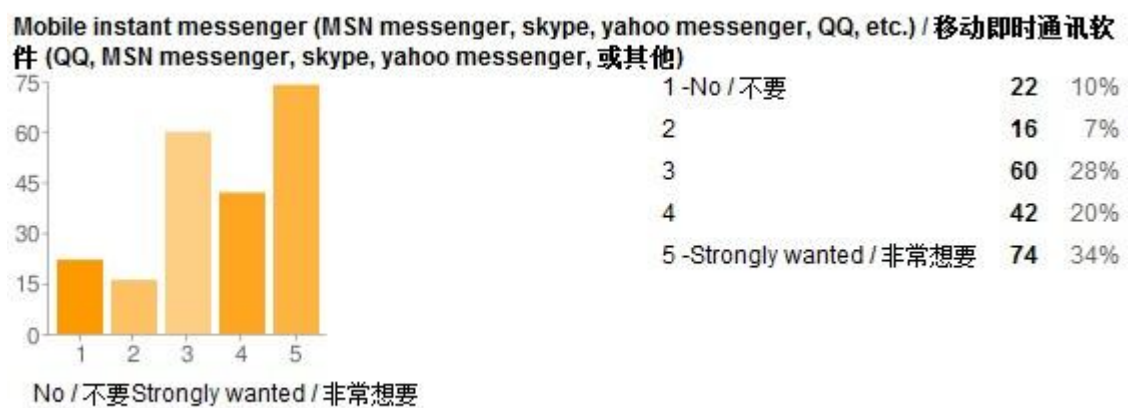 Mobile instant messenger (MSN messenger, skype, yahoo messenger, QQ, etc.) / 移动即时通讯软
件 (QQ, MSN messenger, skype, yahoo messenger, 或其他)
75
60
45
30
15
0
1 2 3 4 5
No / 不要Strongly wanted / 非常想要
1 -No / 不要 22 10%
2 16 7%
3 60 28%
4 42 20%
5 -Strongly wanted / 非常想要 74 34%